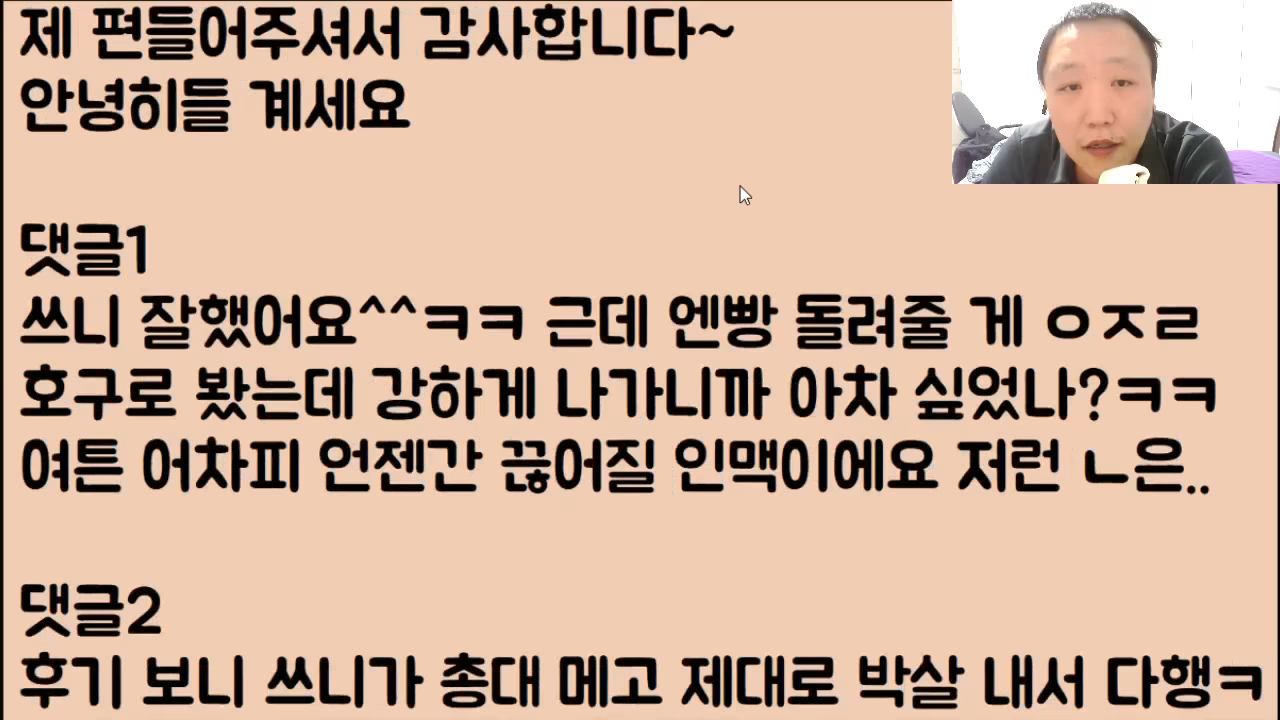 제 편들어주셔서 감사합니다~
안녕히들 계세요
댓글1
쓰니 잘했어요^^ㅋㅋ 근데 엔빵 돌려줄 게 ㅇㅈㄹ
호구로 봤는데 강하게 나가니까 아차 싶었나?ㅋㅋ
여튼 어차피 언젠간 끊어질 인맥이에요 저런 ㄴ은..
댓글2
후기 보니 쓰니가 총대 메고 제대로 박살 내서 다행ㅋ